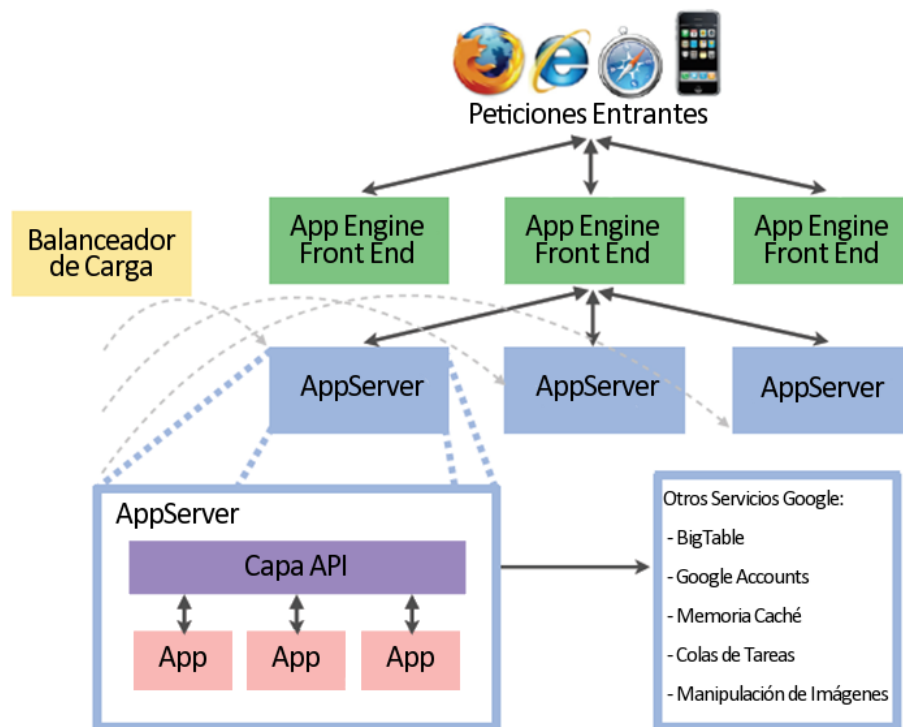 Peticiones Entrantes
Balanceador
de Carga
App Engine
Front End
App Engine
Front End
App Engine
Front End
AppServer
AppServer
AppServer
AppServer
Capa API
App
App
App
Otros Servicios Google:
- BigTable
- Google Accounts
- Memoria Caché
- Colas de Tareas
- Manipulación de Imágenes